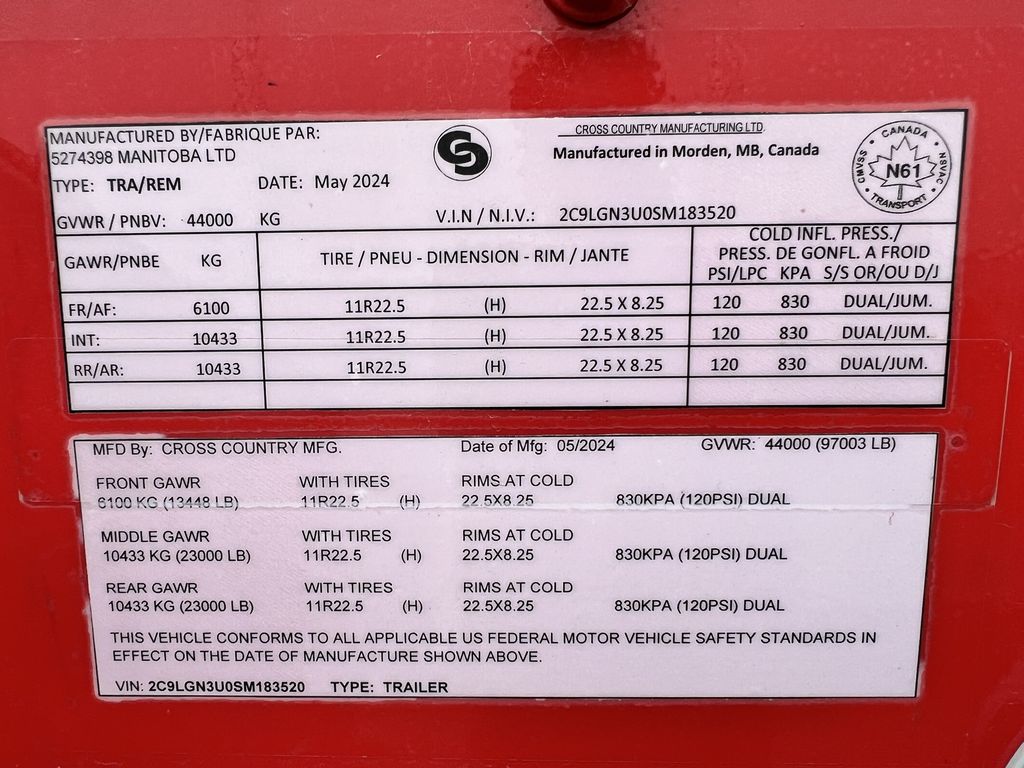 MANUFACTURED BY/FABRIQUE PAR:
5274398 MANITOBA LTD
CROSS COUNTRY MANUFACTURING LTD.
Manufactured in Morden, MB, Canada
CANADA
CMVSS
NSVAC
N61
TRANSPORT
TYPE: TRA/REM DATE: May 2024
GVWR / PNBV: 44000 KG V.I.N / N.I.V.: 2C9LGN3U0SM183520
GAWR/PNBE KG TIRE / PNEU - DIMENSION - RIM / JANTE
COLD INFL. PRESS./
PRESS. DE GONFL. A FROID
PSI/LPC KPA S/S OR/OU D/J
FR/AF: 6100 11R22.5 (H) 22.5 X 8.25 120 830 DUAL/JUM.
INT: 10433 11R22.5 (H) 22.5 X 8.25 120 830 DUAL/JUM.
RR/AR: 10433 11R22.5 (H) 22.5 X 8.25 120 830 DUAL/JUM.
MFD By: CROSS COUNTRY MFG. Date of Mfg: 05/2024 GVWR: 44000 (97003 LB)
FRONT GAWR WITH TIRES RIMS AT COLD
6100 KG (13448 LB) 11R22.5 (H) 22.5X8.25 830KPA (120PSI) DUAL
MIDDLE GAWR WITH TIRES RIMS AT COLD
10433 KG (23000 LB) 11R22.5 (H) 22.5X8.25 830KPA (120PSI) DUAL
REAR GAWR WITH TIRES RIMS AT COLD
10433 KG (23000 LB) 11R22.5 (H) 22.5X8.25 830KPA (120PSI) DUAL
THIS VEHICLE CONFORMS TO ALL APPLICABLE US FEDERAL MOTOR VEHICLE SAFETY STANDARDS IN
EFFECT ON THE DATE OF MANUFACTURE SHOWN ABOVE.
VIN: 2C9LGN3U0SM183520 TYPE: TRAILER